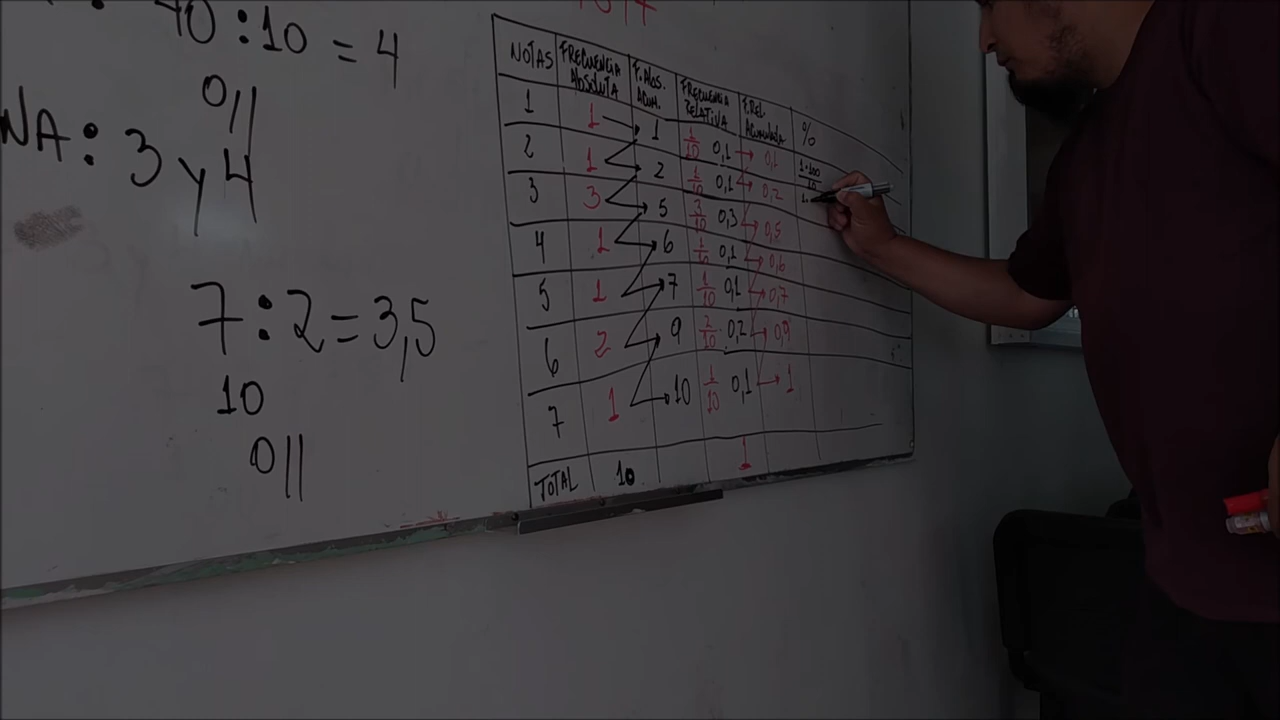 40:10 = 4
0//
NA: 3 y 4
7:2=3,5
10
0//
NOTAS FRECUENCIA ABSOLUTA F. ABS. ACUM. FRECUENCIA RELATIVA F.REL. ACUMULADA %
1 1 1 1/10 0,1 0,1 1·100/10
2 1 2 1/10 0,1 0,2 1·
3 3 5 3/10 0,3 0,5
4 1 6 1/10 0,1 0,6
5 1 7 1/10 0,1 0,7
6 2 9 2/10 0,2 0,9
7 1 10 1/10 0,1 1
TOTAL 10 1